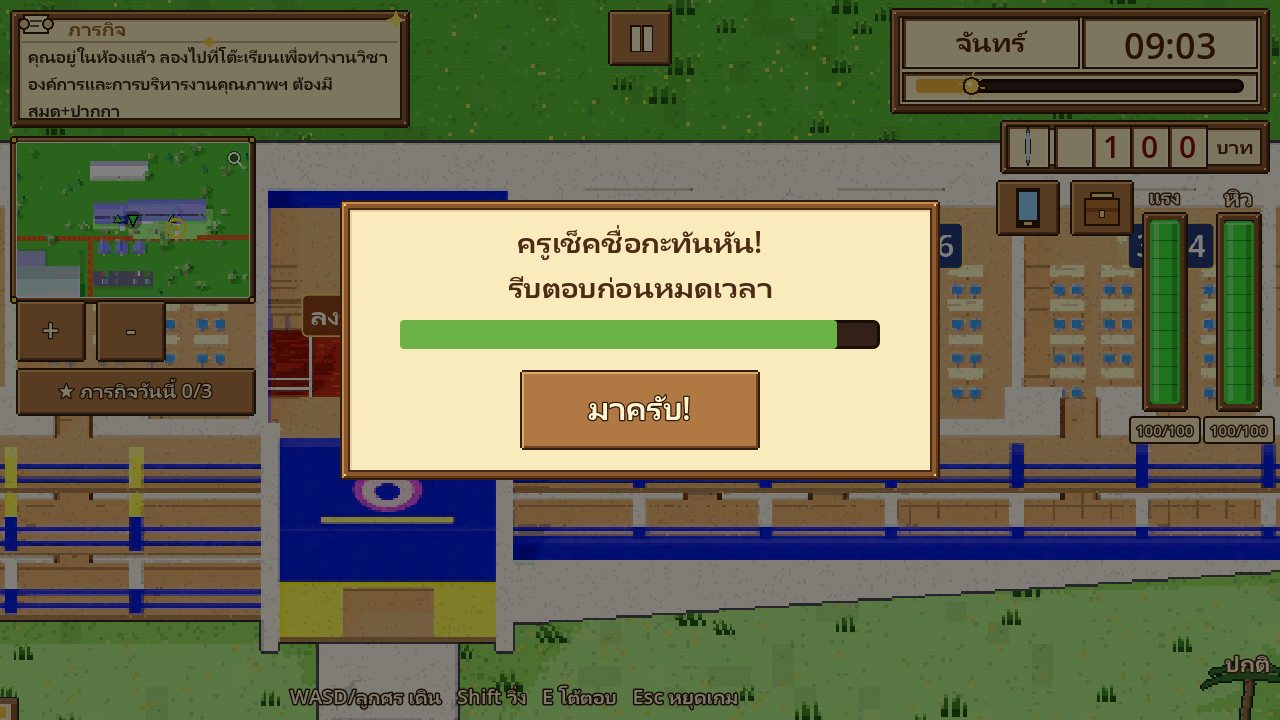 ภารกิจ
คุณอยู่ในห้องแล้ว ลองไปที่โต๊ะเรียนเพื่อทำงานวิชา
องค์การและการบริหารงานคุณภาพฯ ต้องมี
สมุด+ปากกา
จันทร์
09:03
100 บาท
แรง
หิว
6
3
4
ครูเช็คชื่อกะทันหัน!
รีบตอบก่อนหมดเวลา
ลง
มาครับ!
+
-
★ ภารกิจวันนี้ 0/3
100/100
100/100
ปกติ
WASD/ลูกศร เดิน Shift วิ่ง E โต้ตอบ Esc หยุดเกม